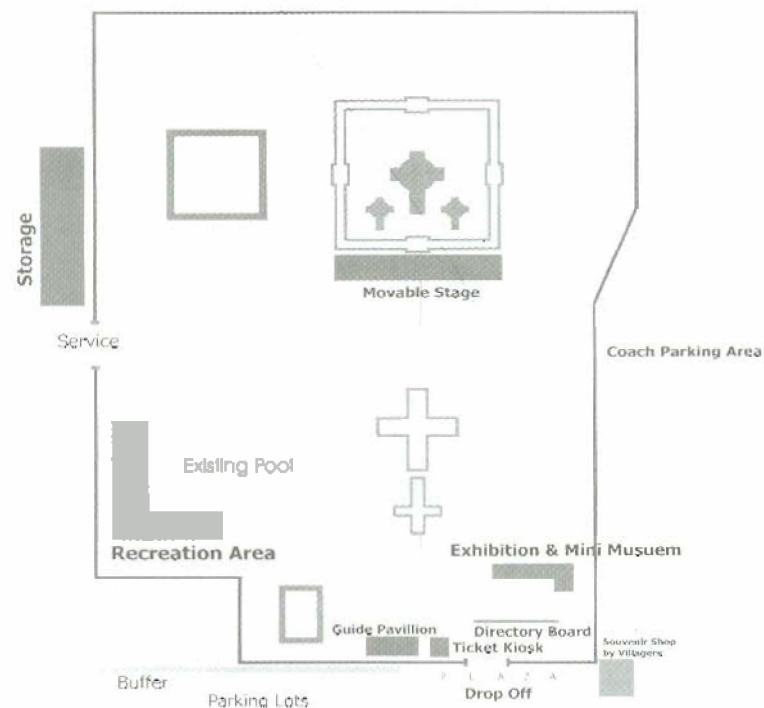 Storage
Movable Stage
Service
Coach Parking Area
Existing Pool
Recreation Area
Exhibition & Mini Musuem
Guide Pavillion
Directory Board
Ticket Kiosk
Souvenir Shop
by Villagers
P L A Z A
Drop Off
Buffer
Parking Lots